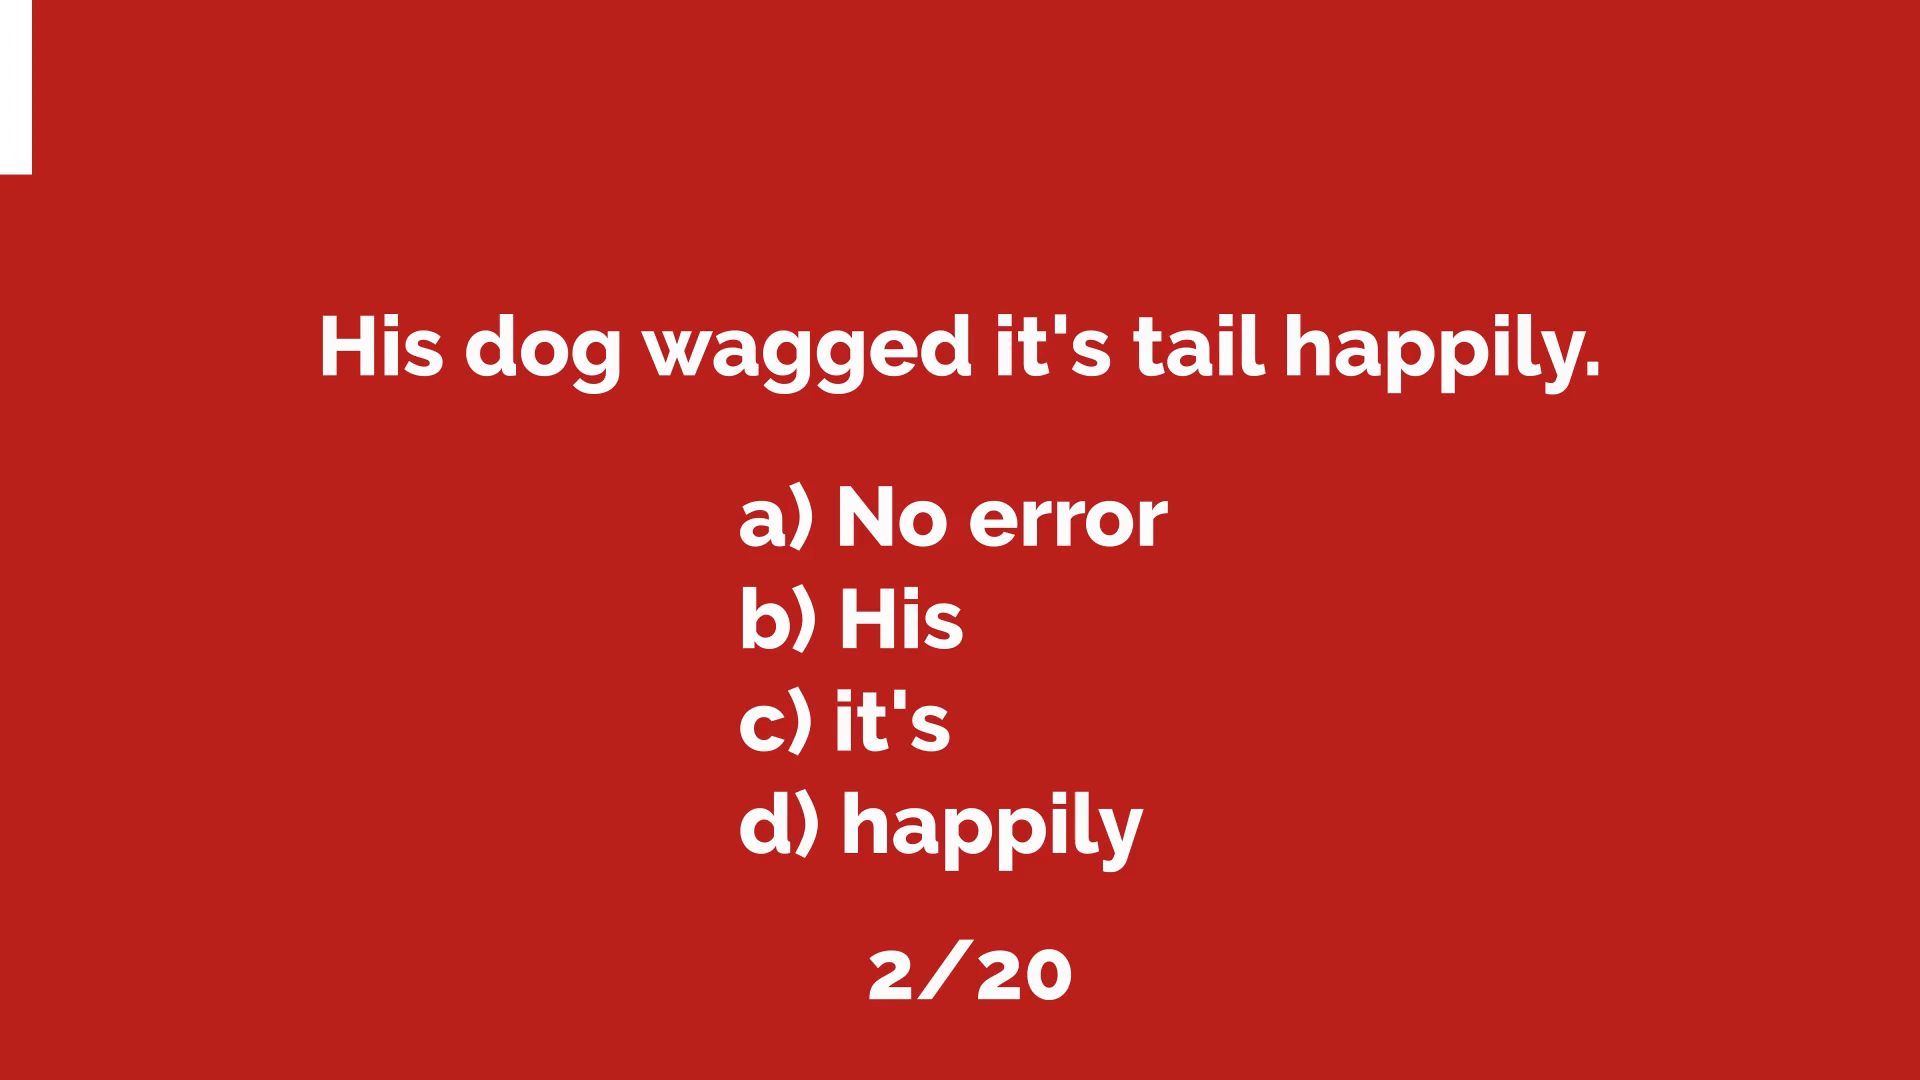 His dog wagged it's tail happily.
a) No error
b) His
c) it's
d) happily
2/20